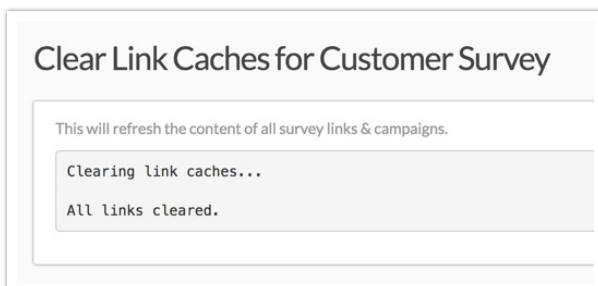 Clear Link Caches for Customer Survey
This will refresh the content of all survey links & campaigns.
Clearing link caches...
All links cleared.